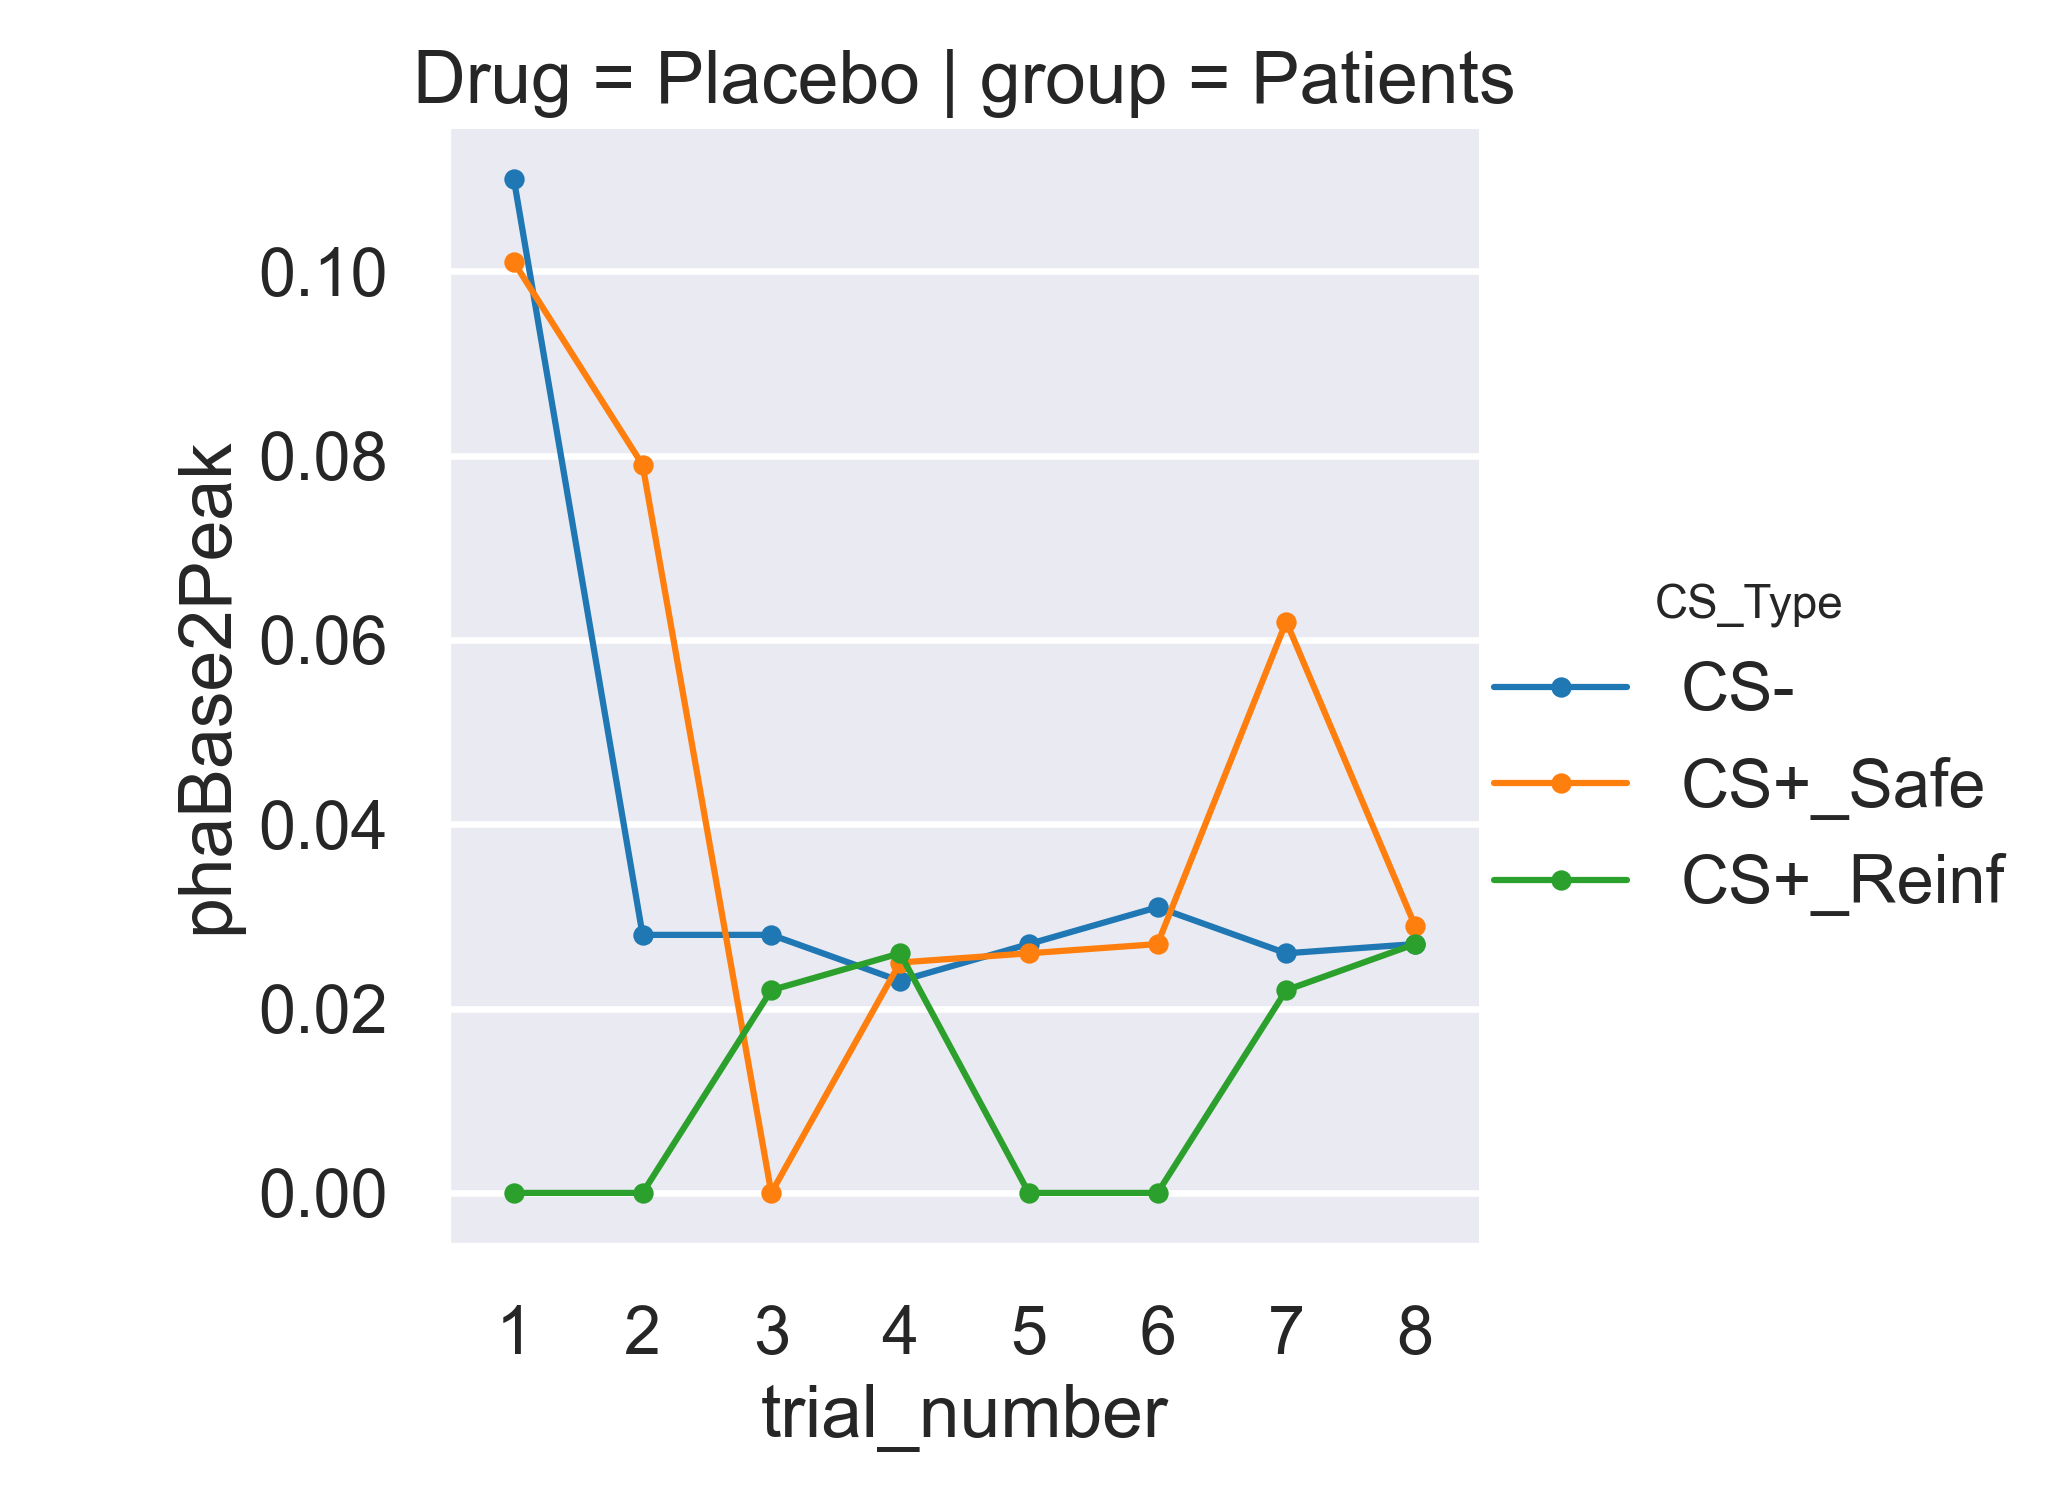 Drug = Placebo | group = Patients
phaBase2Peak
0.10
0.08
0.06
0.04
0.02
0.00
1 2 3 4 5 6 7 8
trial_number
CS_Type
CS-
CS+_Safe
CS+_Reinf